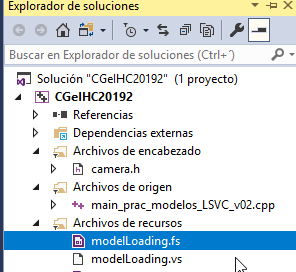 Explorador de soluciones
Buscar en Explorador de soluciones (Ctrl+´)
Solución "CGeIHC20192" (1 proyecto)
CGeIHC20192
Referencias
Dependencias externas
Archivos de encabezado
camera.h
Archivos de origen
main_prac_modelos_LSVC_v02.cpp
Archivos de recursos
modelLoading.fs
modelLoading.vs